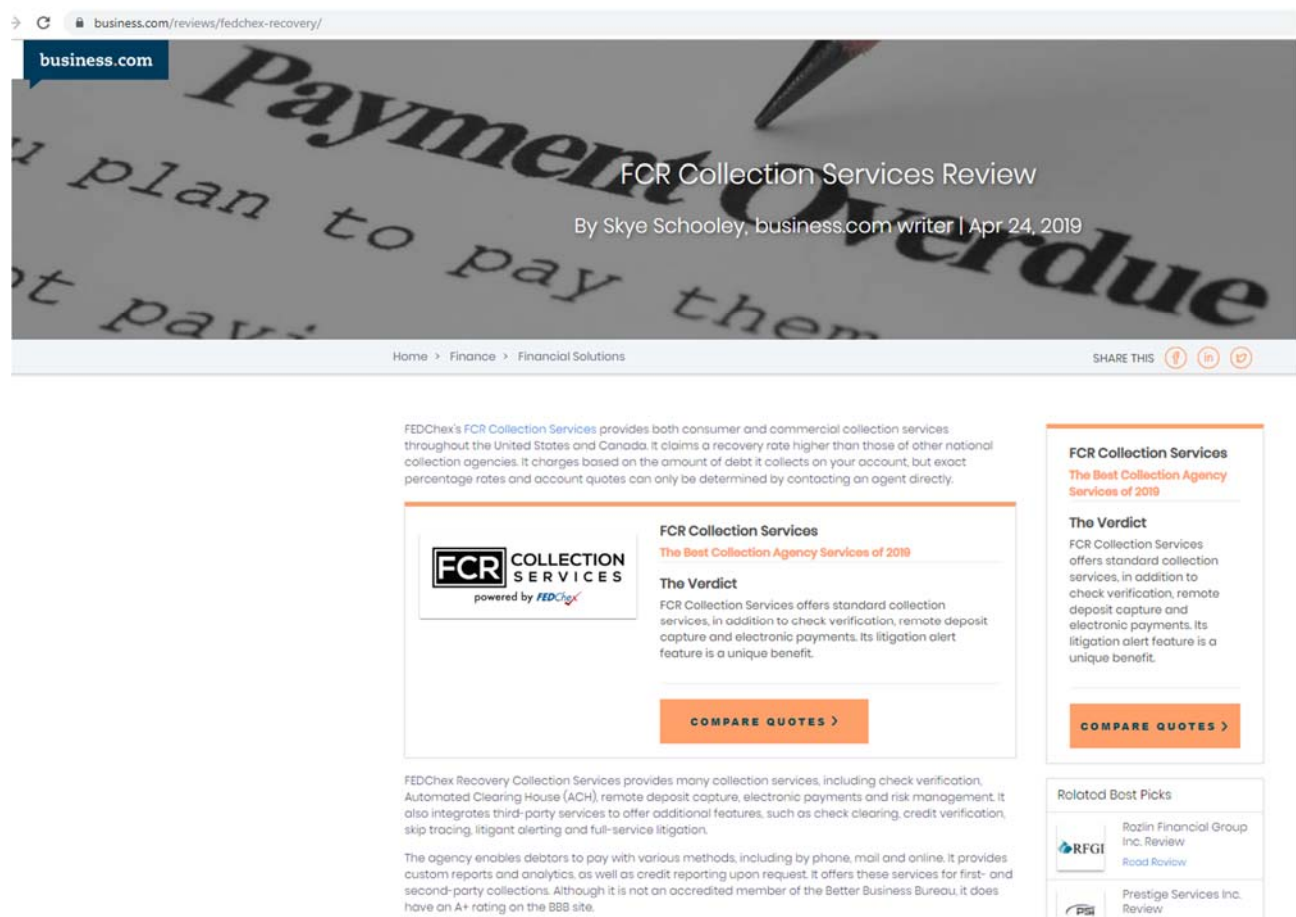 business.com/reviews/fedchex-recovery/
business.com
Payment Overdue
u plan to pay them
ot payi
FCR Collection Services Review
By Skye Schooley, business.com writer | Apr 24, 2019
Home > Finance > Financial Solutions
SHARE THIS
FEDChex's FCR Collection Services provides both consumer and commercial collection services
throughout the United States and Canada. It claims a recovery rate higher than those of other national
collection agencies. It charges based on the amount of debt it collects on your account, but exact
percentage rates and account quotes can only be determined by contacting an agent directly.
FCR COLLECTION
SERVICES
powered by FEDChex
FCR Collection Services
The Best Collection Agency Services of 2019
The Verdict
FCR Collection Services offers standard collection
services, in addition to check verification, remote deposit
capture and electronic payments. Its litigation alert
feature is a unique benefit.
COMPARE QUOTES >
FEDChex Recovery Collection Services provides many collection services, including check verification,
Automated Clearing House (ACH), remote deposit capture, electronic payments and risk management. It
also integrates third-party services to offer additional features, such as check clearing, credit verification,
skip tracing, litigant alerting and full-service litigation.
The agency enables debtors to pay with various methods, including by phone, mail and online. It provides
custom reports and analytics, as well as credit reporting upon request. It offers these services for first- and
second-party collections. Although it is not an accredited member of the Better Business Bureau, it does
have an A+ rating on the BBB site.
FCR Collection Services
The Best Collection Agency
Services of 2019
The Verdict
FCR Collection Services
offers standard collection
services, in addition to
check verification, remote
deposit capture and
electronic payments. Its
litigation alert feature is a
unique benefit.
COMPARE QUOTES >
Related Best Picks
RFGI
Rozlin Financial Group
Inc. Review
Read Review
PSI
Prestige Services Inc.
Review